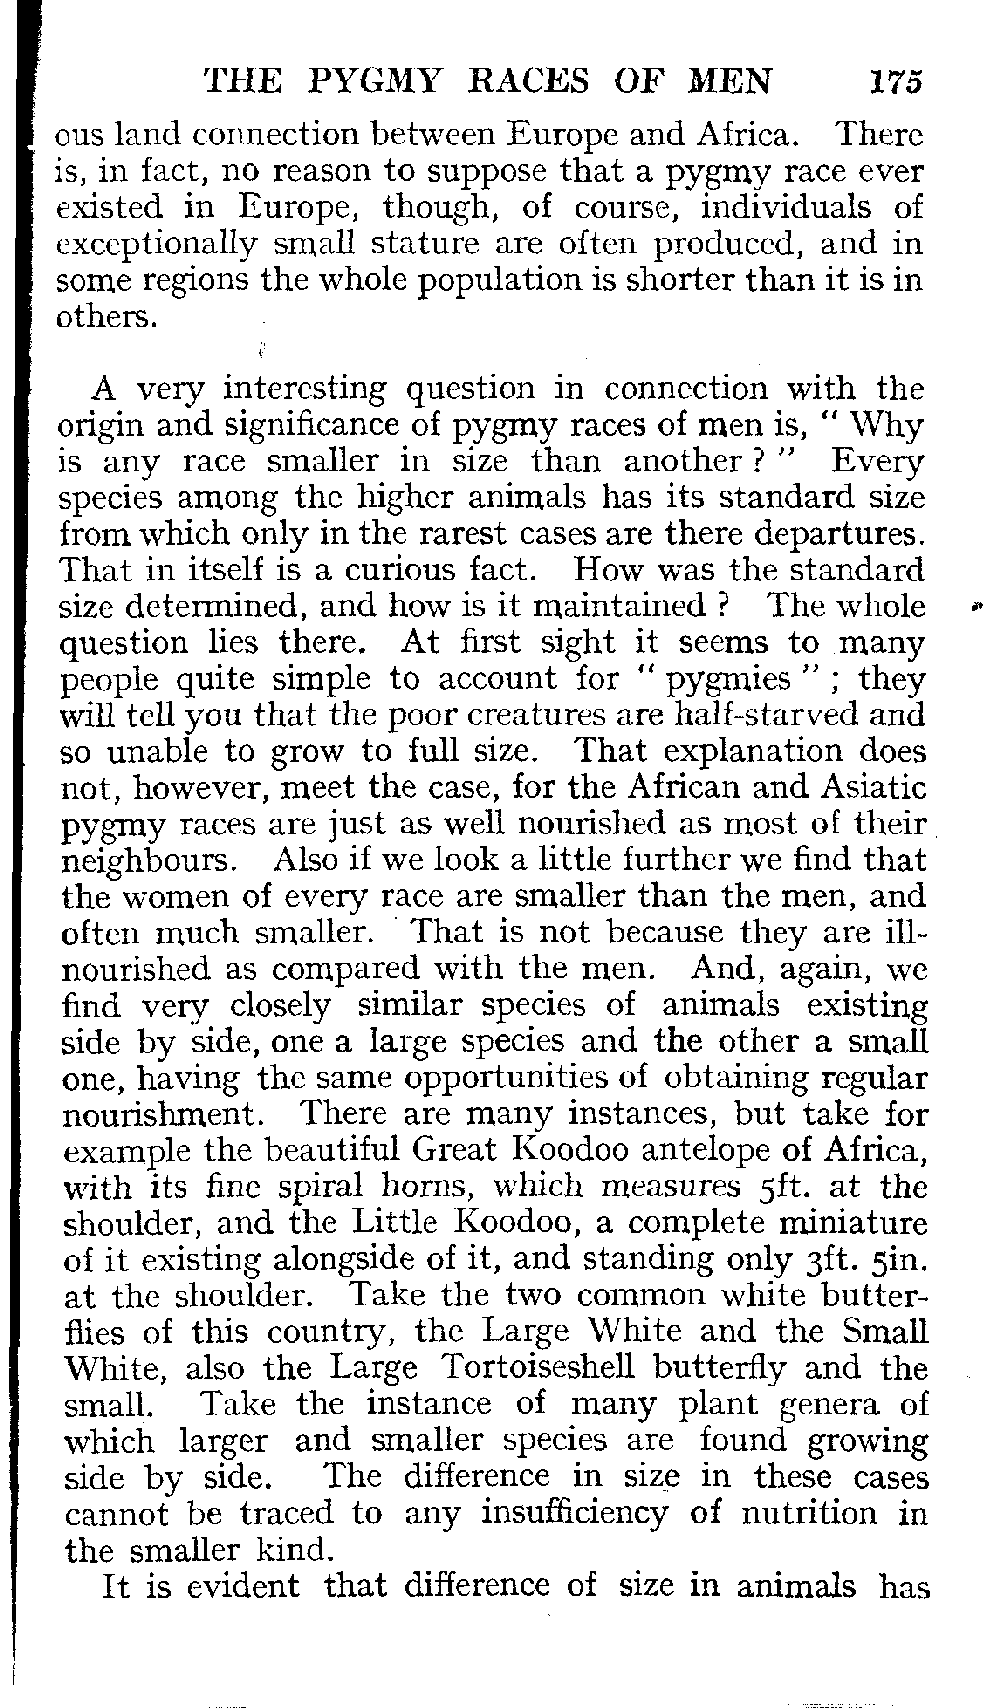 THE PYGMY RACES OF MEN 175
ous land connection between Europe and Africa. There
is, in fact, no reason to suppose that a pygmy race ever
existed in Europe, though, of course, individuals of
exceptionally small stature are often produced, and in
some regions the whole population is shorter than it is in
others.
A very interesting question in connection with the
origin and significance of pygmy races of men is, “ Why
is any race smaller in size than another ? ” Every
species among the higher animals has its standard size
from which only in the rarest cases are there departures.
That in itself is a curious fact. How was the standard
size determined, and how is it maintained ? The whole
question lies there. At first sight it seems to many
people quite simple to account for “ pygmies ” ; they
will tell you that the poor creatures are half-starved and
so unable to grow to full size. That explanation does
not, however, meet the case, for the African and Asiatic
pygmy races are just as well nourished as most of their
neighbours. Also if we look a little further we find that
the women of every race are smaller than the men, and
often much smaller. That is not because they are ill-
nourished as compared with the men. And, again, we
find very closely similar species of animals existing
side by side, one a large species and the other a small
one, having the same opportunities of obtaining regular
nourishment. There are many instances, but take for
example the beautiful Great Koodoo antelope of Africa,
with its fine spiral horns, which measures 5ft. at the
shoulder, and the Little Koodoo, a complete miniature
of it existing alongside of it, and standing only 3ft. 5in.
at the shoulder. Take the two common white butter-
flies of this country, the Large White and the Small
White, also the Large Tortoiseshell butterfly and the
small. Take the instance of many plant genera of
which larger and smaller species are found growing
side by side. The difference in size in these cases
cannot be traced to any insufficiency of nutrition in
the smaller kind.
It is evident that difference of size in animals has